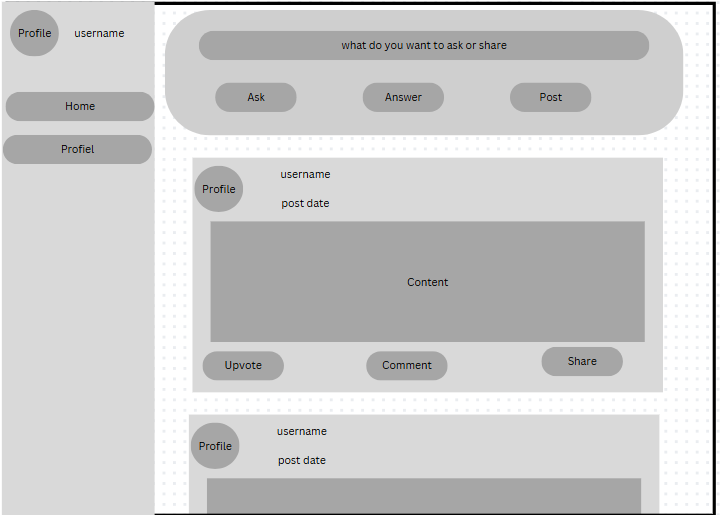 Profile
username
Home
Profiel
what do you want to ask or share
Ask
Answer
Post
Profile
username
post date
Content
Upvote
Comment
Share
Profile
username
post date